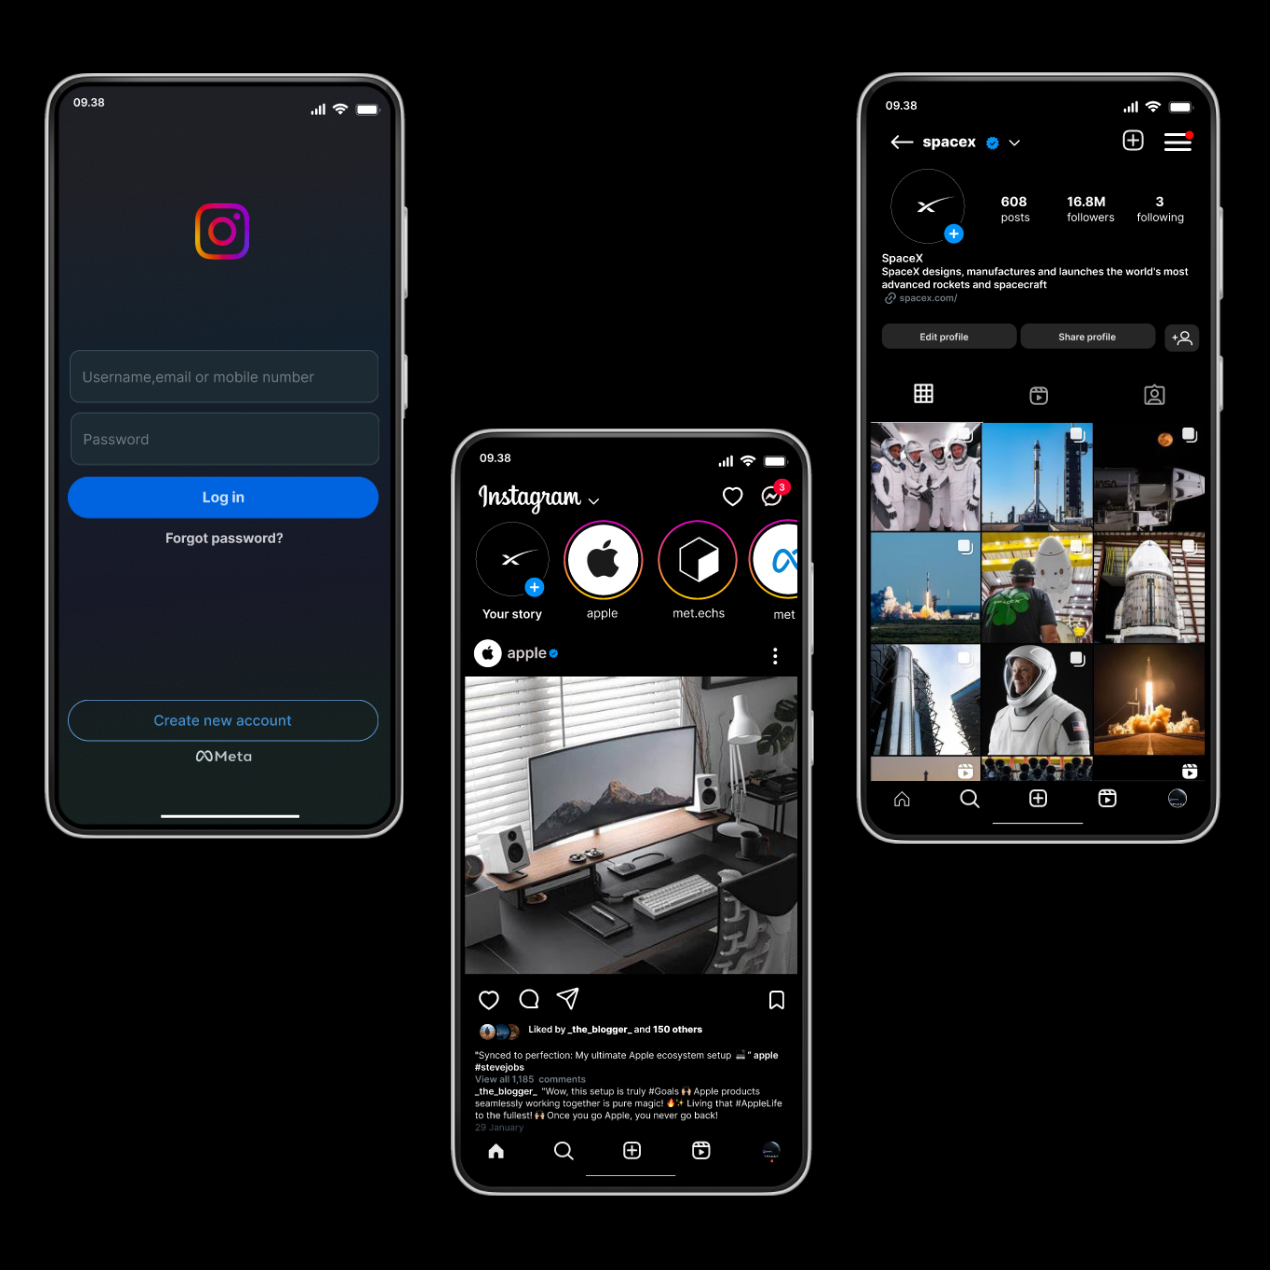 09.38
Username,email or mobile number
Password
Log in
Forgot password?
Create new account
Meta
09.38
Instagram
3
Your story
apple
met.echs
met
apple
Liked by _the_blogger_ and 150 others
"Synced to perfection: My ultimate Apple ecosystem setup " apple
#stevejobs
View all 1,185 comments
_the_blogger_ "Wow, this setup is truly #Goals 🙌🏼 Apple products
seamlessly working together is pure magic! 🔥✨ Living that #AppleLife
to the fullest! 🙌🏼 Once you go Apple, you never go back!
29 January
09.38
spacex
608
posts
16.8M
followers
3
following
SpaceX
SpaceX designs, manufactures and launches the world's most
advanced rockets and spacecraft
spacex.com/
Edit profile
Share profile
NASA